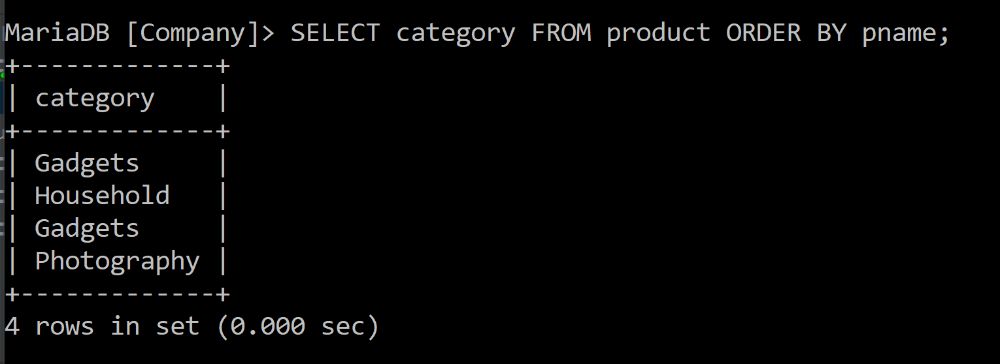 MariaDB [Company]> SELECT category FROM product ORDER BY pname;
+-------------+
| category    |
+-------------+
| Gadgets     |
| Household   |
| Gadgets     |
| Photography |
+-------------+
4 rows in set (0.000 sec)